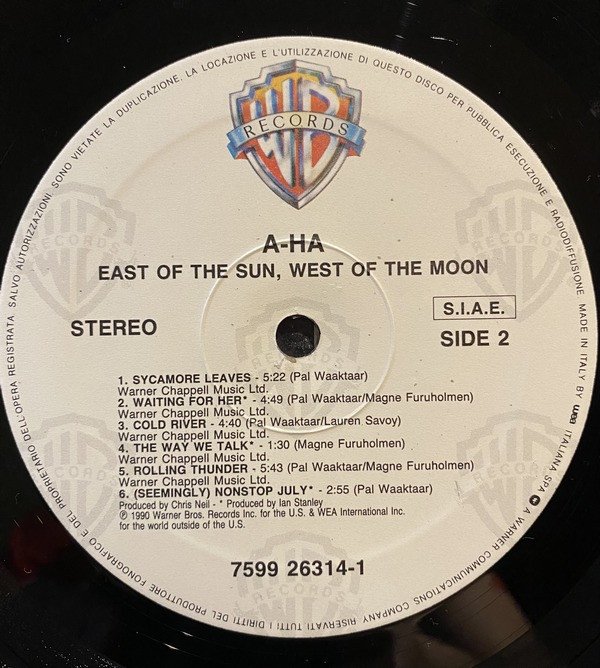 W B
RECORDS
A-HA
EAST OF THE SUN, WEST OF THE MOON
STEREO
S.I.A.E.
SIDE 2
1. SYCAMORE LEAVES - 5:22 (Pal Waaktaar)
Warner Chappell Music Ltd.
2. WAITING FOR HER* - 4:49 (Pal Waaktaar/Magne Furuholmen)
Warner Chappell Music Ltd.
3. COLD RIVER - 4:40 (Pal Waaktaar/Lauren Savoy)
Warner Chappell Music Ltd.
4. THE WAY WE TALK* - 1:30 (Magne Furuholmen)
Warner Chappell Music Ltd.
5. ROLLING THUNDER - 5:43 (Pal Waaktaar/Magne Furuholmen)
Warner Chappell Music Ltd.
6. (SEEMINGLY) NONSTOP JULY* - 2:55 (Pal Waaktaar)
Produced by Chris Neil - * Produced by Ian Stanley
℗ 1990 Warner Bros. Records Inc. for the U.S. & WEA International Inc.
for the world outside of the U.S.
7599 26314-1
MADE IN ITALY BY wea ITALIANA SPA A WARNER COMMUNICATIONS COMPANY. RISERVATI TUTTI I DIRITTI DEL PRODUTTORE FONOGRAFICO E DEL PROPRIETARIO DELL'OPERA REGISTRATA. SALVO AUTORIZZAZIONI, SONO VIETATE LA DUPLICAZIONE, LA LOCAZIONE E L'UTILIZZAZIONE DI QUESTO DISCO PER PUBBLICA ESECUZIONE E RADIODIFFUSIONE.